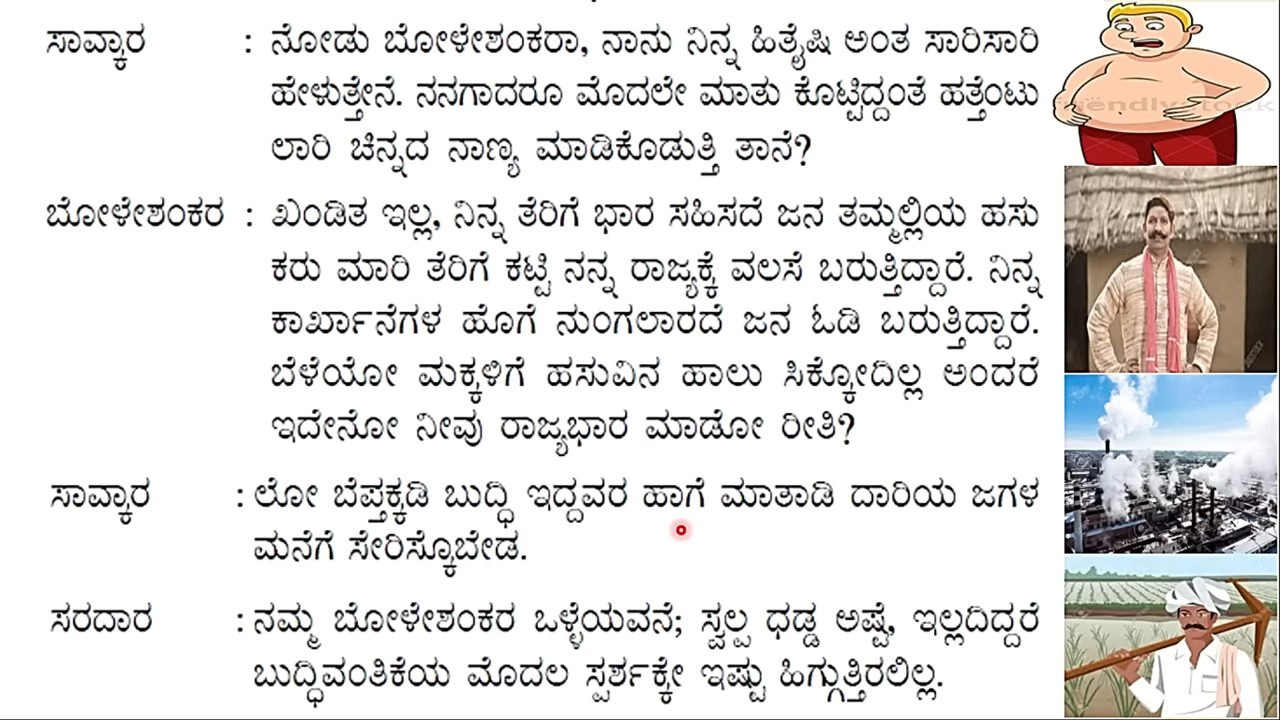 ಸಾವ್ಕಾರ : ನೋಡು ಬೋಳೇಶಂಕರಾ, ನಾನು ನಿನ್ನ ಹಿತೈಷಿ ಅಂತ ಸಾರಿಸಾರಿ
ಹೇಳುತ್ತೇನೆ. ನನಗಾದರೂ ಮೊದಲೇ ಮಾತು ಕೊಟ್ಟಿದ್ದಂತೆ ಹತ್ತೆಂಟು
ಲಾರಿ ಚಿನ್ನದ ನಾಣ್ಯ ಮಾಡಿಕೊಡುತ್ತಿ ತಾನೆ?
ಬೋಳೇಶಂಕರ : ಖಂಡಿತ ಇಲ್ಲ, ನಿನ್ನ ತೆರಿಗೆ ಭಾರ ಸಹಿಸದೆ ಜನ ತಮ್ಮಲ್ಲಿಯ ಹಸು
ಕರು ಮಾರಿ ತೆರಿಗೆ ಕಟ್ಟಿ ನನ್ನ ರಾಜ್ಯಕ್ಕೆ ವಲಸೆ ಬರುತ್ತಿದ್ದಾರೆ. ನಿನ್ನ
ಕಾರ್ಖಾನೆಗಳ ಹೊಗೆ ನುಂಗಲಾರದೆ ಜನ ಓಡಿ ಬರುತ್ತಿದ್ದಾರೆ.
ಬೆಳೆಯೋ ಮಕ್ಕಳಿಗೆ ಹಸುವಿನ ಹಾಲು ಸಿಕ್ಕೋದಿಲ್ಲ ಅಂದರೆ
ಇದೇನೋ ನೀವು ರಾಜ್ಯಭಾರ ಮಾಡೋ ರೀತಿ?
ಸಾವ್ಕಾರ : ಲೋ ಬೆಪ್ತಕ್ಕಡಿ ಬುದ್ಧಿ ಇದ್ದವರ ಹಾಗೆ ಮಾತಾಡಿ ದಾರಿಯ ಜಗಳ
ಮನೆಗೆ ಸೇರಿಸ್ಕೊಬೇಡ.
ಸರದಾರ : ನಮ್ಮ ಬೋಳೇಶಂಕರ ಒಳ್ಳೆಯವನೆ; ಸ್ವಲ್ಪ ಧಡ್ಡ ಅಷ್ಟೆ, ಇಲ್ಲದಿದ್ದರೆ
ಬುದ್ಧಿವಂತಿಕೆಯ ಮೊದಲ ಸ್ಪರ್ಶಕ್ಕೇ ಇಷ್ಟು ಹಿಗ್ಗುತ್ತಿರಲಿಲ್ಲ.